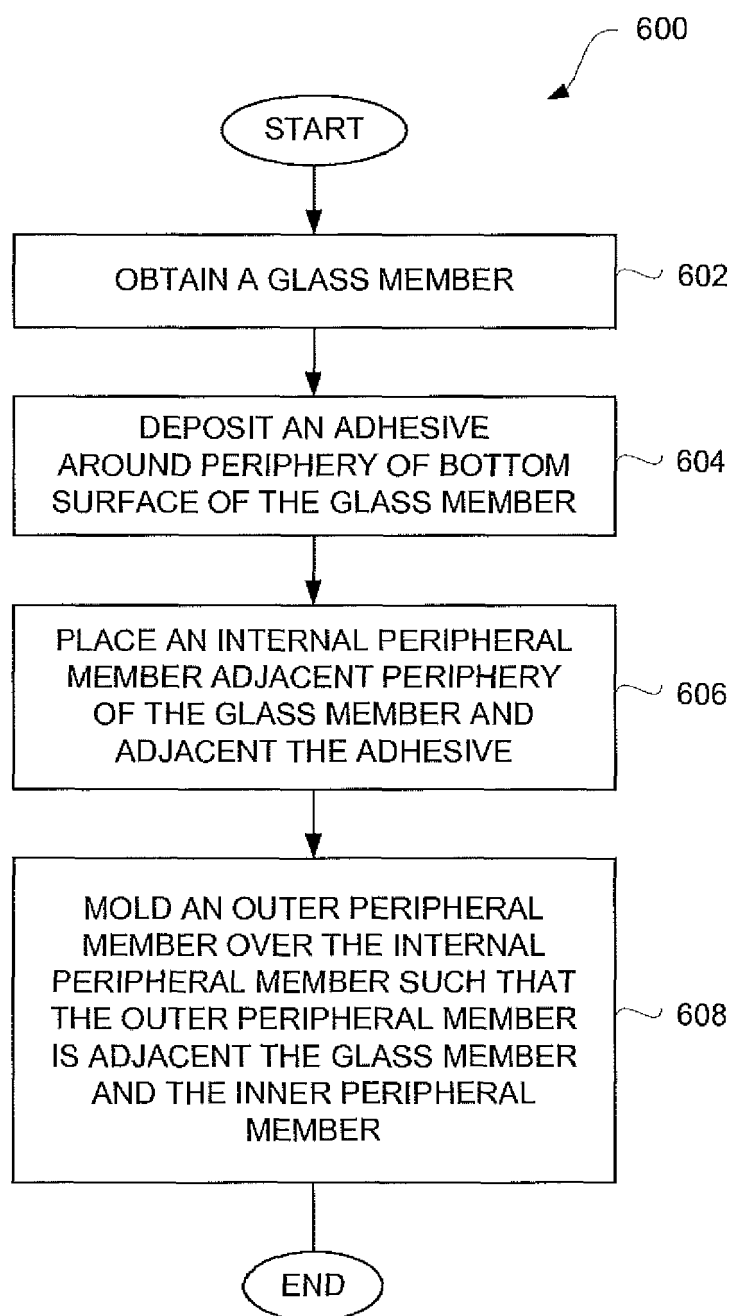 600
START
OBTAIN A GLASS MEMBER
602
DEPOSIT AN ADHESIVE
AROUND PERIPHERY OF BOTTOM
SURFACE OF THE GLASS MEMBER
604
PLACE AN INTERNAL PERIPHERAL
MEMBER ADJACENT PERIPHERY
OF THE GLASS MEMBER AND
ADJACENT THE ADHESIVE
606
MOLD AN OUTER PERIPHERAL
MEMBER OVER THE INTERNAL
PERIPHERAL MEMBER SUCH THAT
THE OUTER PERIPHERAL MEMBER
IS ADJACENT THE GLASS MEMBER
AND THE INNER PERIPHERAL
MEMBER
608
END